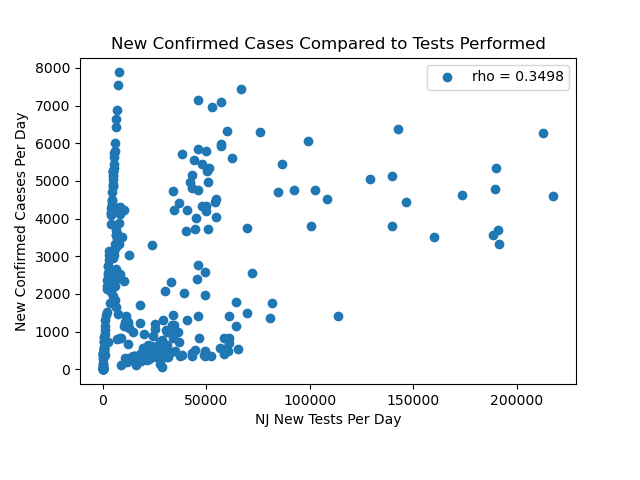 New Confirmed Cases Compared to Tests Performed
rho = 0.3498
8000
7000
6000
5000
4000
3000
2000
1000
0
New Confirmed Caeses Per Day
0 50000 100000 150000 200000
NJ New Tests Per Day